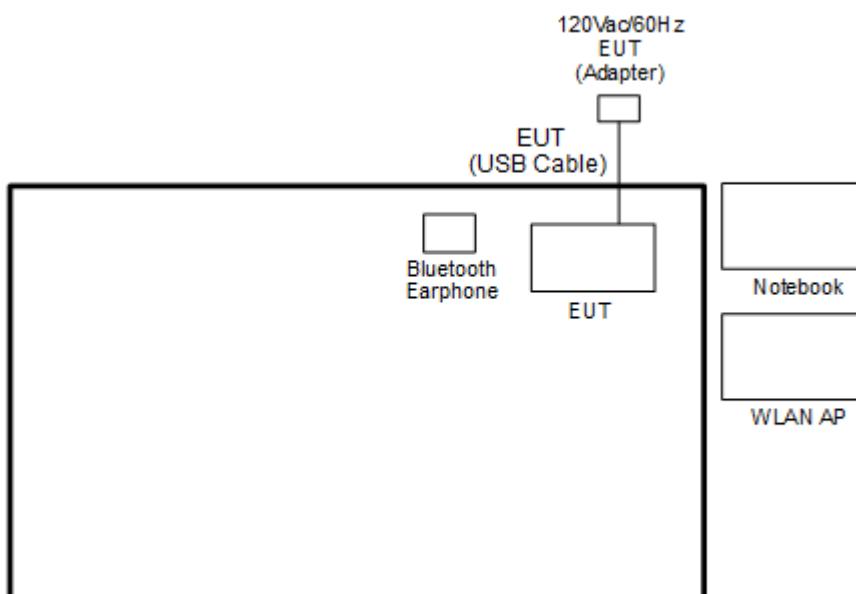 120Vac/60Hz
EUT
(Adapter)
EUT
(USB Cable)
Bluetooth
Earphone
EUT
Notebook
WLAN AP